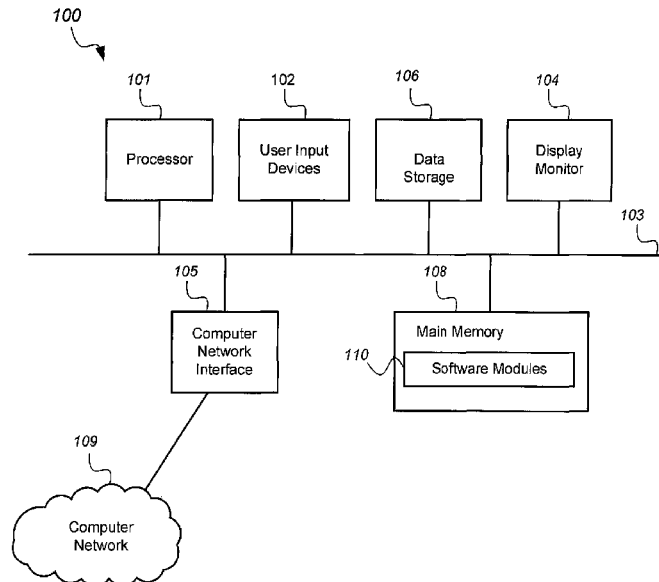 100
101
102
106
104
Processor
User Input
Devices
Data
Storage
Display
Monitor
103
105
108
Computer
Network
Interface
Main Memory
110
Software Modules
109
Computer
Network